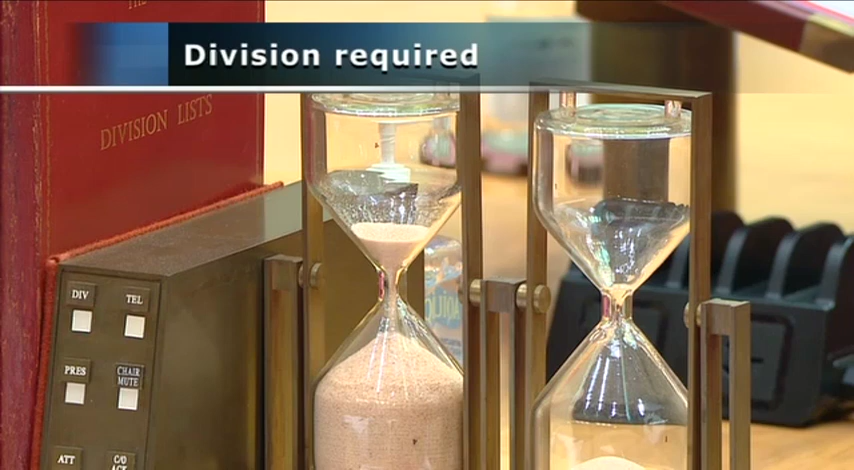 Division required
DIVISION LISTS
DIV TEL
PRES CHAIR
MUTE
ATT C/O